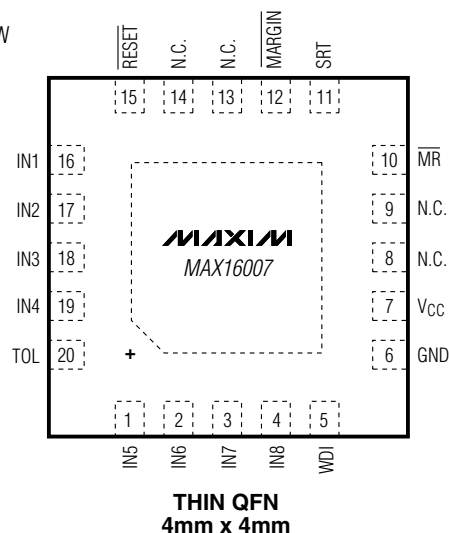 W
RESET
N.C.
N.C.
MARGIN
SRT
15
14
13
12
11
IN1 16
10 MR
IN2 17
9 N.C.
MAXIM
IN3 18
8 N.C.
MAX16007
IN4 19
7 VCC
TOL 20
+
6 GND
1
2
3
4
5
IN5
IN6
IN7
IN8
WDI
THIN QFN
4mm x 4mm